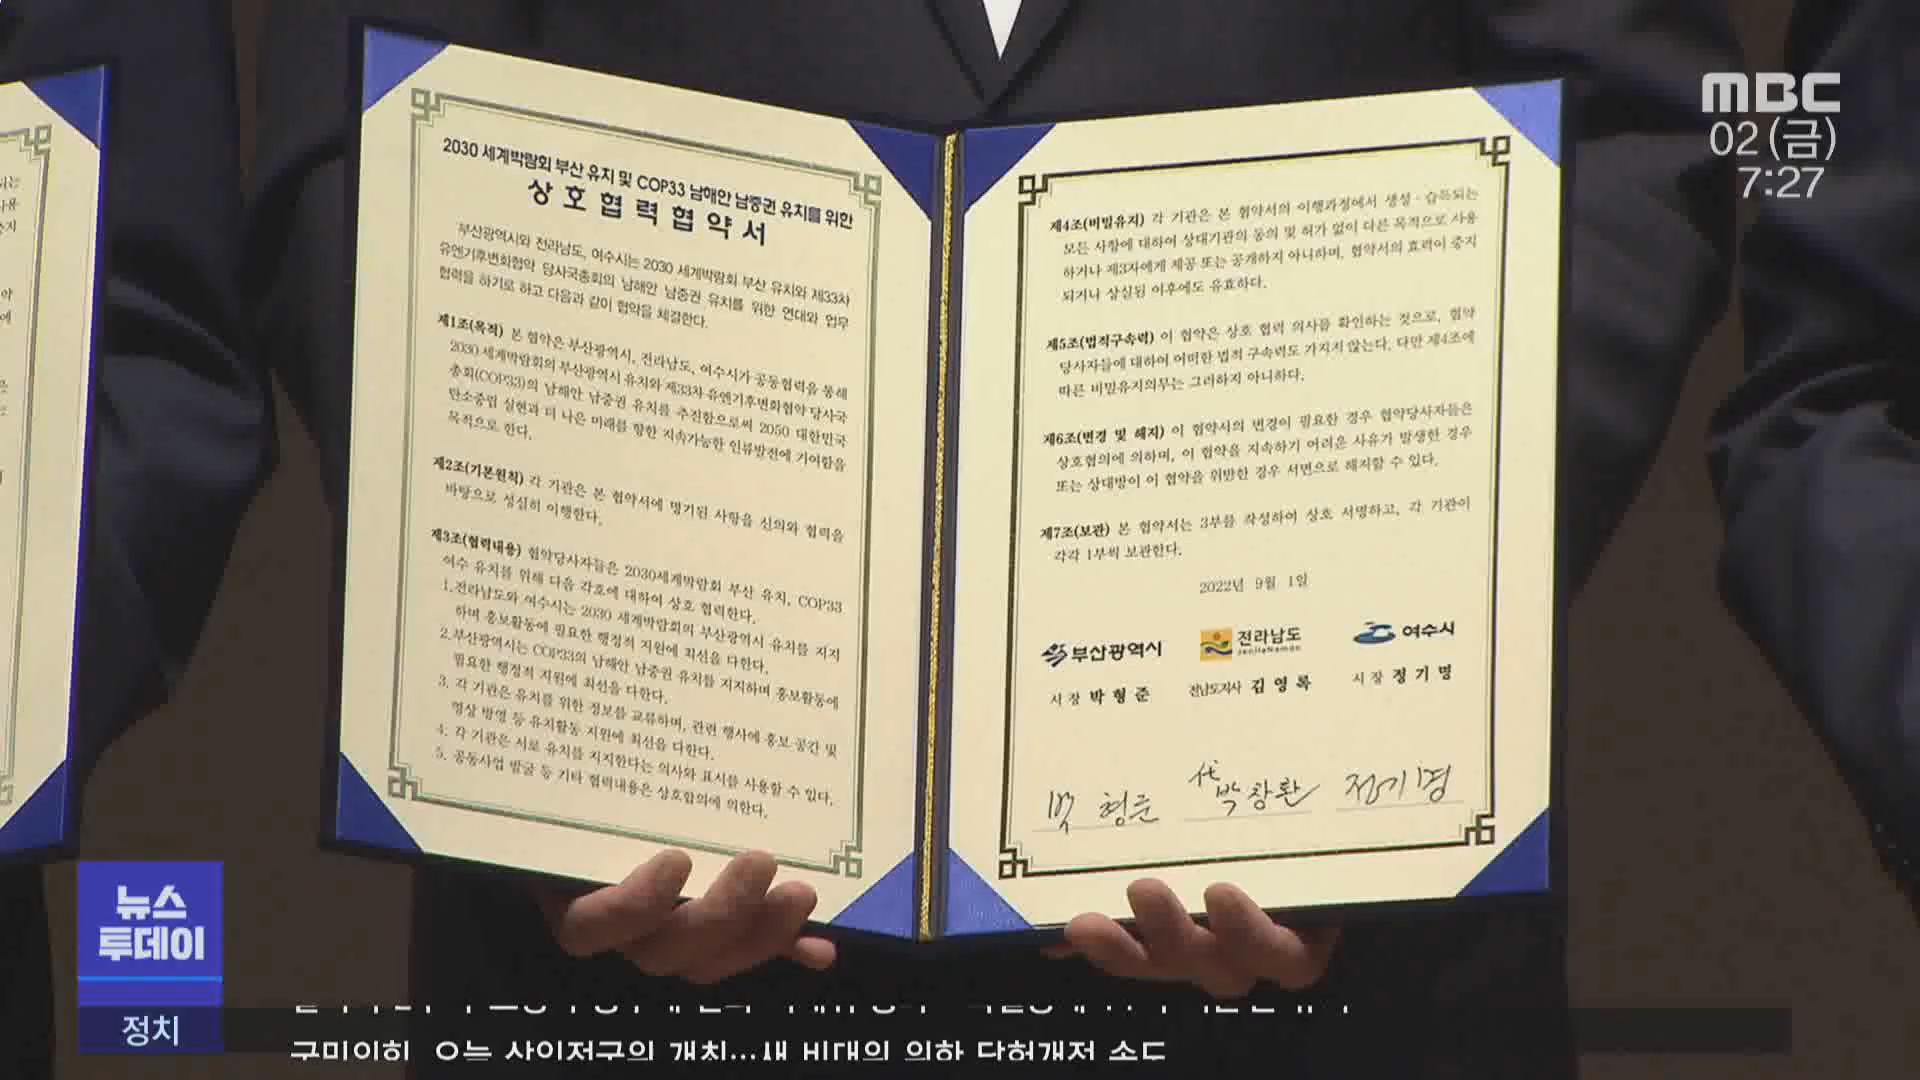 MBC
02(금)
7:27
2030 세계박람회 부산 유치 및 COP33 남해안 남중권 유치를 위한
상호협력협약서
부산광역시와 전라남도, 여수시는 2030 세계박람회 부산 유치와 제33차
유엔기후변화협약 당사국총회의 남해안 남중권 유치를 위한 연대와 업무
협력을 하기로 하고 다음과 같이 협약을 체결한다.
제1조(목적) 본 협약은 부산광역시, 전라남도, 여수시가 공동협력을 통해
2030 세계박람회의 부산광역시 유치와 제33차 유엔기후변화협약 당사국
총회(COP33)의 남해안 남중권 유치를 추진함으로써 2050 대한민국
탄소중립 실현과 더 나은 미래를 향한 지속가능한 인류발전에 기여함을
목적으로 한다.
제2조(기본원칙) 각 기관은 본 협약서에 명기된 사항을 신의와 협력을
바탕으로 성실히 이행한다.
제3조(협력내용) 협약당사자들은 2030세계박람회 부산 유치, COP33
여수 유치를 위해 다음 각호에 대하여 상호 협력한다.
1. 전라남도와 여수시는 2030 세계박람회의 부산광역시 유치를 지지
하며 홍보활동에 필요한 행정적 지원에 최선을 다한다.
2. 부산광역시는 COP33의 남해안 남중권 유치를 지지하며 홍보활동에
필요한 행정적 지원에 최선을 다한다.
3. 각 기관은 유치를 위한 정보를 교류하며, 관련 행사에 홍보 공간 및
영상 방영 등 유치활동 지원에 최선을 다한다.
4. 각 기관은 서로 유치를 지지한다는 의사와 표시를 사용할 수 있다.
5. 공동사업 발굴 등 기타 협력내용은 상호합의에 의한다.
제4조(비밀유지) 각 기관은 본 협약서의 이행과정에서 생성·습득되는
모든 사항에 대하여 상대기관의 동의 및 허가 없이 다른 목적으로 사용
하거나 제3자에게 제공 또는 공개하지 아니하며, 협약서의 효력이 중지
되거나 상실된 이후에도 유효하다.
제5조(법적구속력) 이 협약은 상호 협력 의사를 확인하는 것으로, 협약
당사자들에 대하여 어떠한 법적 구속력도 가지지 않는다. 다만 제4조에
따른 비밀유지의무는 그러하지 아니하다.
제6조(변경 및 해지) 이 협약서의 변경이 필요한 경우 협약당사자들은
상호협의에 의하며, 이 협약을 지속하기 어려운 사유가 발생한 경우
또는 상대방이 이 협약을 위반한 경우 서면으로 해지할 수 있다.
제7조(보관) 본 협약서는 3부를 작성하여 상호 서명하고, 각 기관이
각각 1부씩 보관한다.
2022년 9월 1일
부산광역시 전라남도 여수시
JeollaNamdo
시장 박형준 전남도지사 김영록 시장 정기명
박형준 代 박창환 정기명
뉴스
투데이
정치